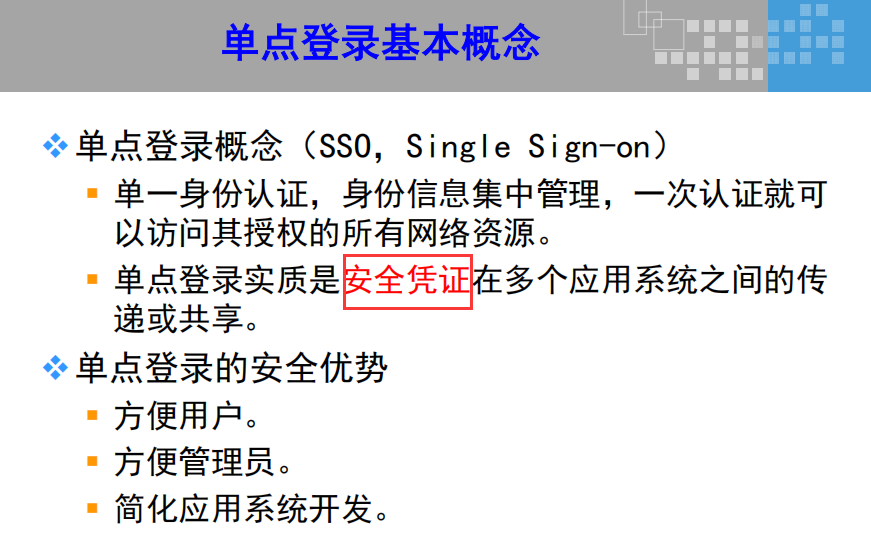 单点登录基本概念
单点登录概念（SSO，Single Sign-on）
单一身份认证，身份信息集中管理，一次认证就可
以访问其授权的所有网络资源。
单点登录实质是安全凭证在多个应用系统之间的传
递或共享。
单点登录的安全优势
方便用户。
方便管理员。
简化应用系统开发。